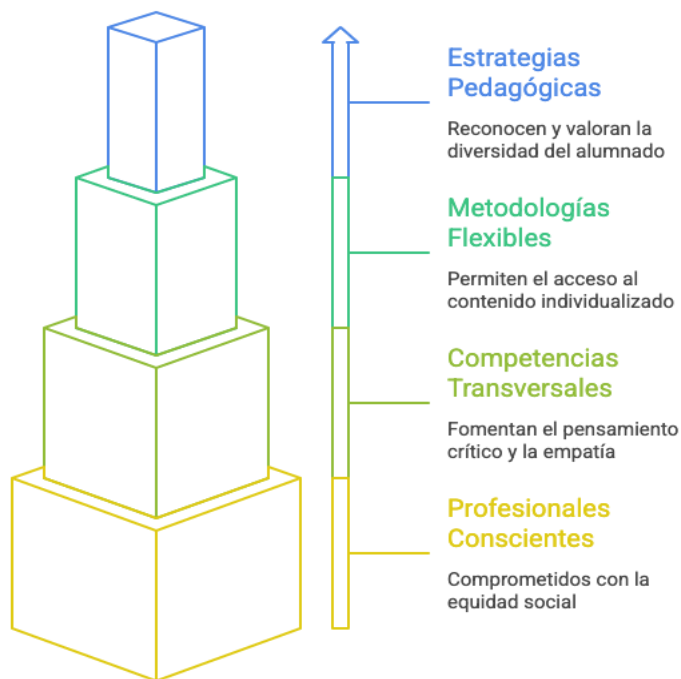 Estrategias
Pedagógicas
Reconocen y valoran la
diversidad del alumnado
Metodologías
Flexibles
Permiten el acceso al
contenido individualizado
Competencias
Transversales
Fomentan el pensamiento
crítico y la empatía
Profesionales
Conscientes
Comprometidos con la
equidad social